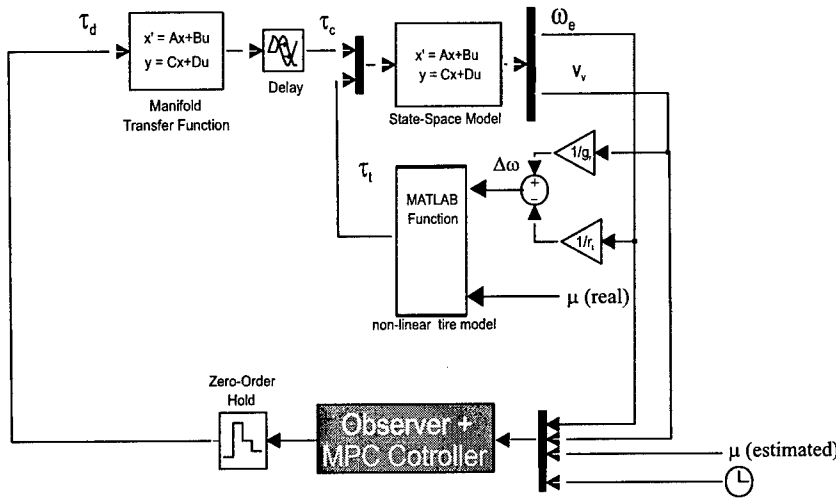 τd
x' = Ax+Bu
y = Cx+Du
Manifold
Transfer Function
Delay
τc
x' = Ax+Bu
y = Cx+Du
State-Space Model
ωe
vv
1/gr
Δω
+
−
1/rt
τt
MATLAB
Function
μ (real)
non-linear tire model
Zero-Order
Hold
Observer +
MPC Cotroller
μ (estimated)